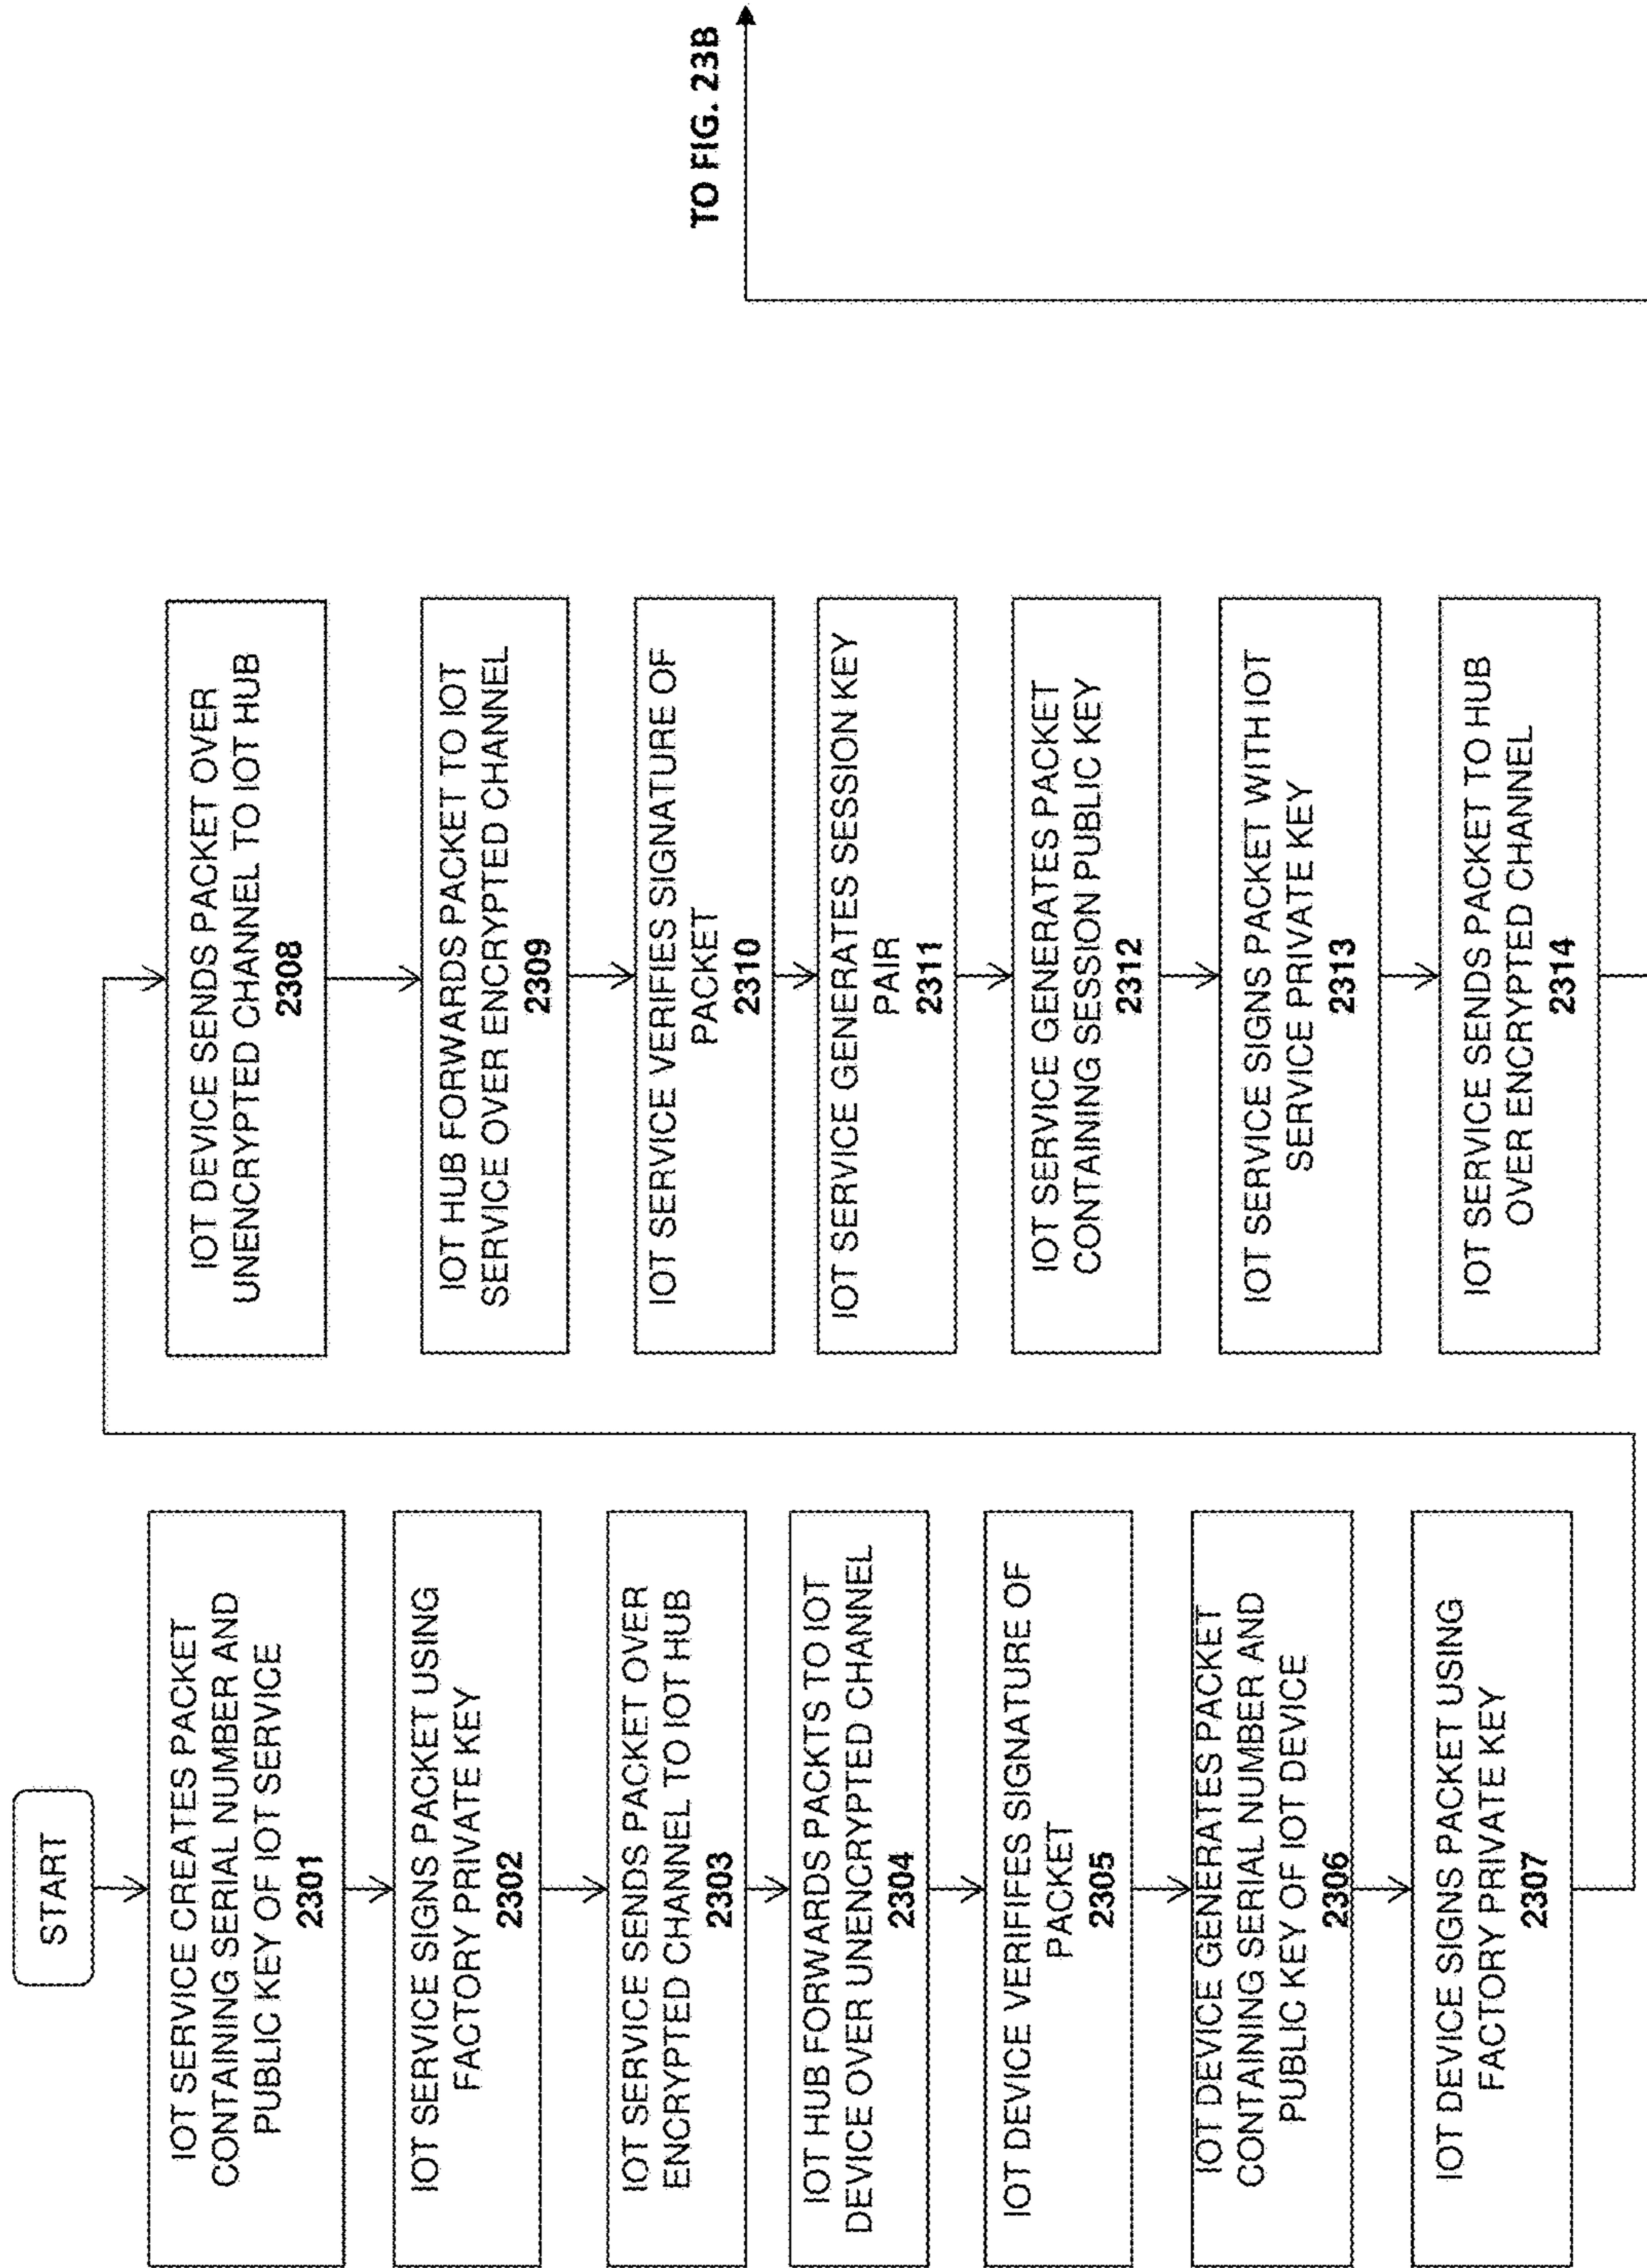 START
IOT SERVICE CREATES PACKET
CONTAINING SERIAL NUMBER AND
PUBLIC KEY OF IOT SERVICE
2301
IOT SERVICE SIGNS PACKET USING
FACTORY PRIVATE KEY
2302
IOT SERVICE SENDS PACKET OVER
ENCRYPTED CHANNEL TO IOT HUB
2303
IOT HUB FORWARDS PACKTS TO IOT
DEVICE OVER UNENCRYPTED CHANNEL
2304
IOT DEVICE VERIFIFES SIGNATURE OF
PACKET
2305
IOT DEVICE GENERATES PACKET
CONTAINING SERIAL NUMBER AND
PUBLIC KEY OF IOT DEVICE
2306
IOT DEVICE SIGNS PACKET USING
FACTORY PRIVATE KEY
2307
IOT DEVICE SENDS PACKET OVER
UNENCRYPTED CHANNEL TO IOT HUB
2308
IOT HUB FORWARDS PACKET TO IOT
SERVICE OVER ENCRYPTED CHANNEL
2309
IOT SERVICE VERIFIES SIGNATURE OF
PACKET
2310
IOT SERVICE GENERATES SESSION KEY
PAIR
2311
IOT SERVICE GENERATES PACKET
CONTAINING SESSION PUBLIC KEY
2312
IOT SERVICE SIGNS PACKET WITH IOT
SERVICE PRIVATE KEY
2313
IOT SERVICE SENDS PACKET TO HUB
OVER ENCRYPTED CHANNEL
2314
TO FIG. 23B